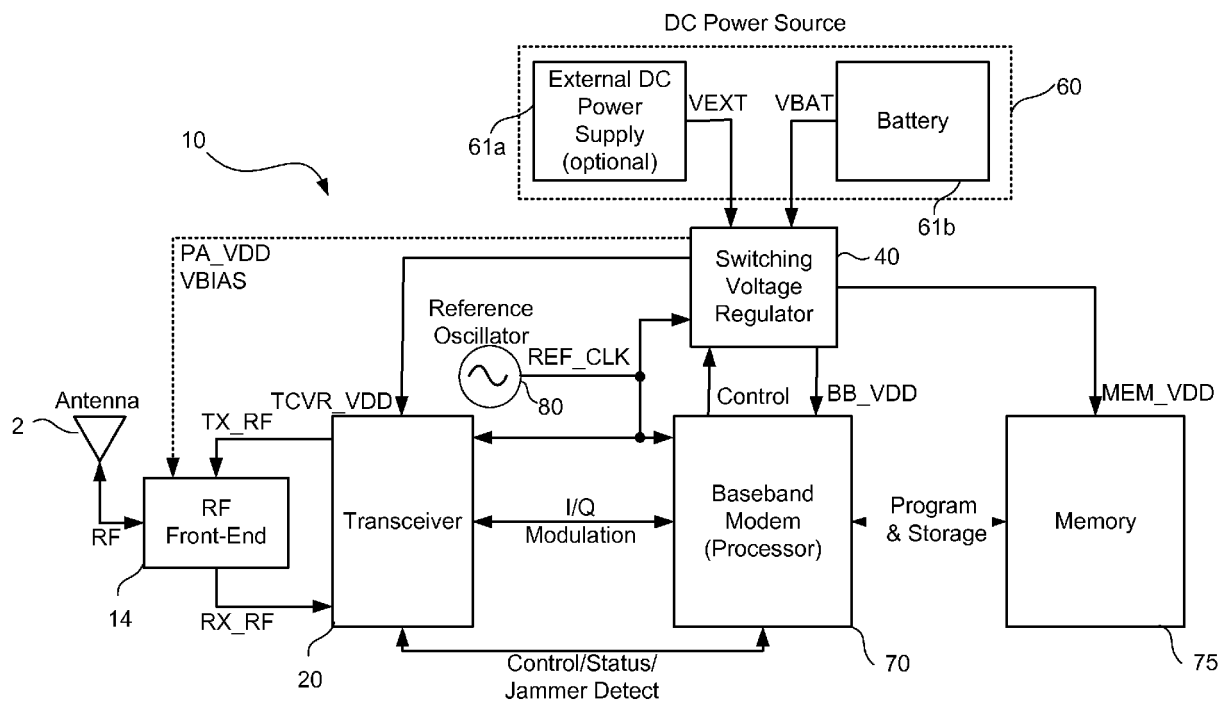 DC Power Source
External DC
Power
Supply
(optional)
61a
VEXT
VBAT
Battery
60
61b
10
PA_VDD
VBIAS
Switching
Voltage
Regulator
40
Reference
Oscillator
REF_CLK
80
Control
BB_VDD
MEM_VDD
Antenna
2
TX_RF
TCVR_VDD
RF
Front-End
RF
14
RX_RF
Transceiver
20
I/Q
Modulation
Baseband
Modem
(Processor)
70
Program
& Storage
Memory
75
Control/Status/
Jammer Detect